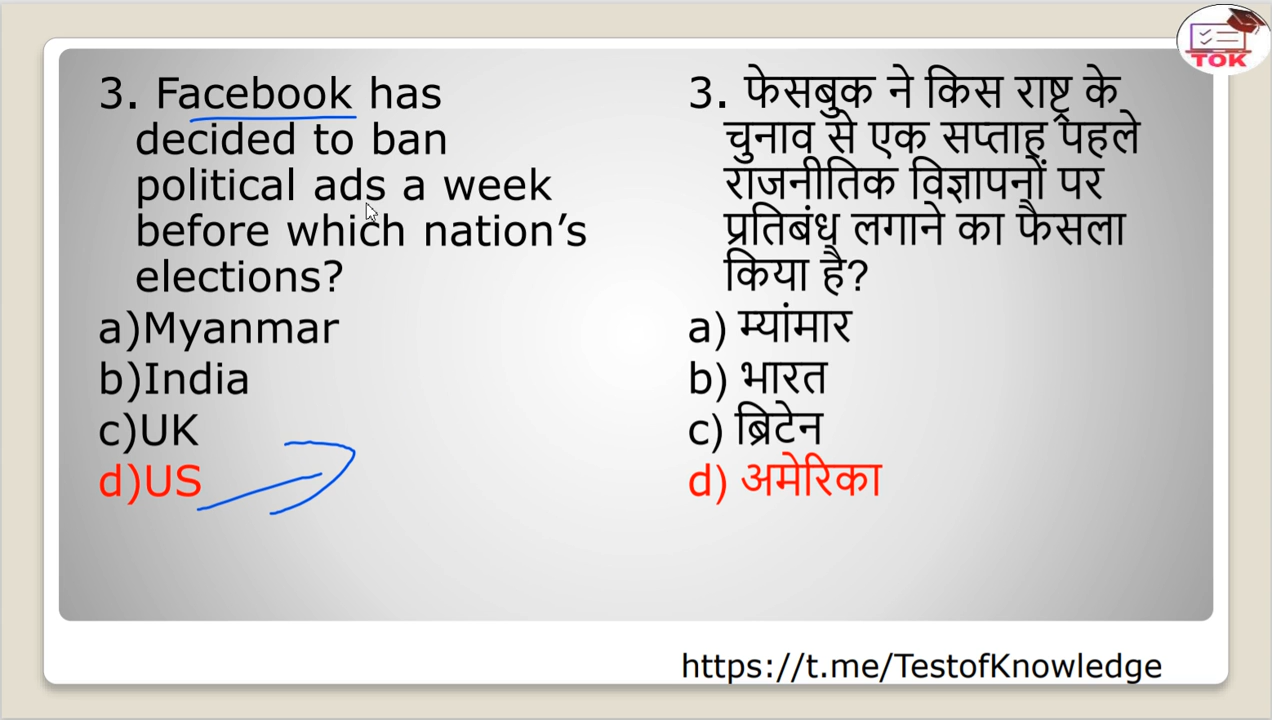 TOK
3. Facebook has
decided to ban
political ads a week
before which nation’s
elections?
a)Myanmar
b)India
c)UK
d)US
3. फेसबुक ने किस राष्ट्र के
चुनाव से एक सप्ताह पहले
राजनीतिक विज्ञापनों पर
प्रतिबंध लगाने का फैसला
किया है?
a) म्यांमार
b) भारत
c) ब्रिटेन
d) अमेरिका
https://t.me/TestofKnowledge